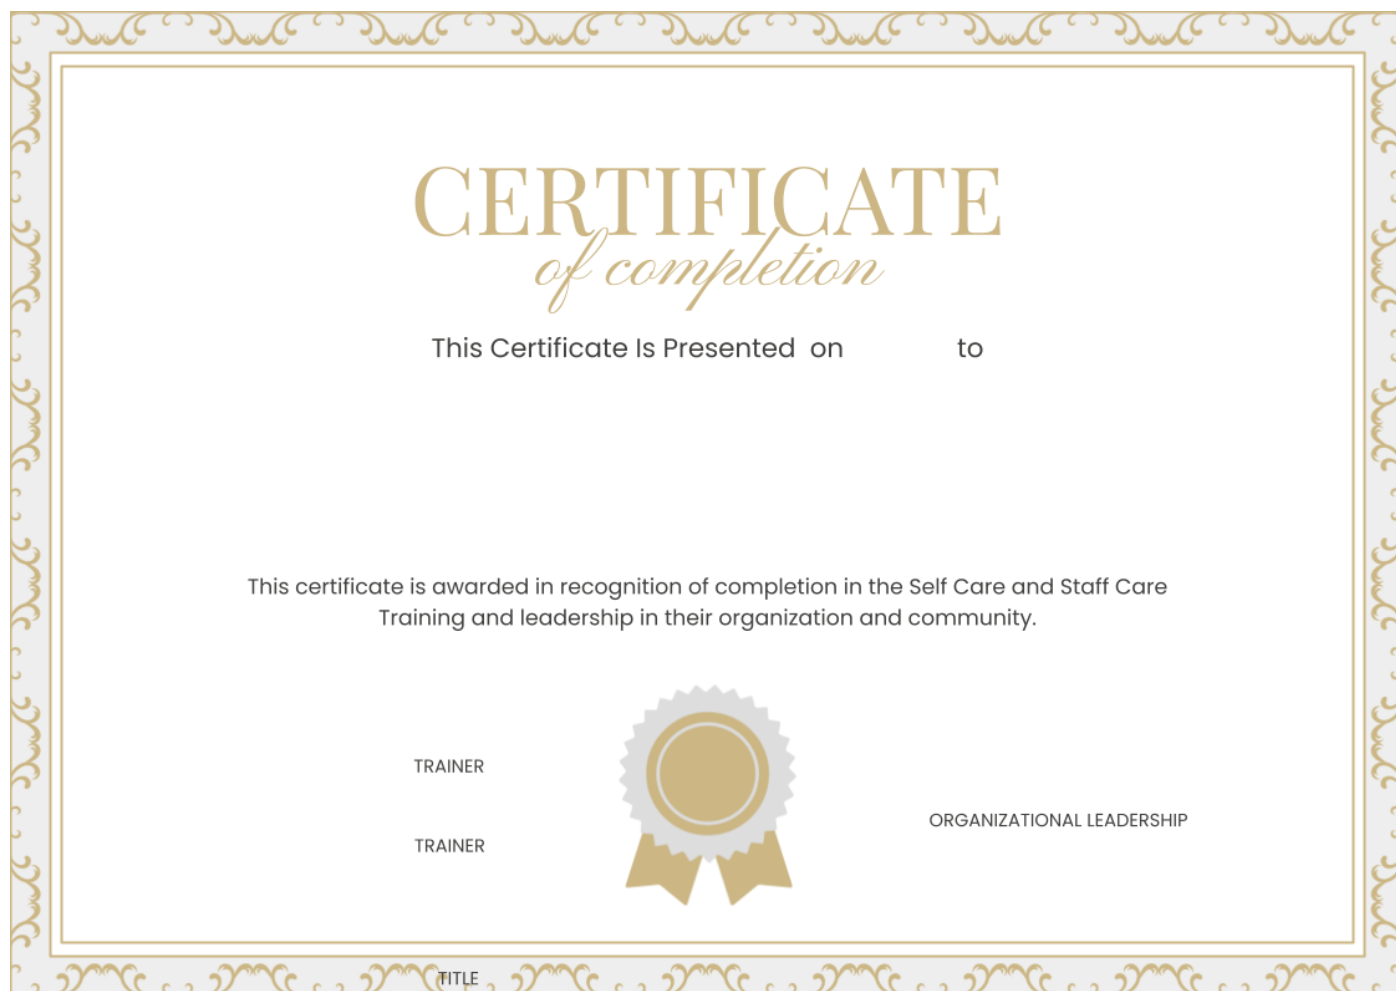 CERTIFICATE
of completion
This Certificate Is Presented on to
This certificate is awarded in recognition of completion in the Self Care and Staff Care
Training and leadership in their organization and community.
TRAINER
ORGANIZATIONAL LEADERSHIP
TRAINER
TITLE